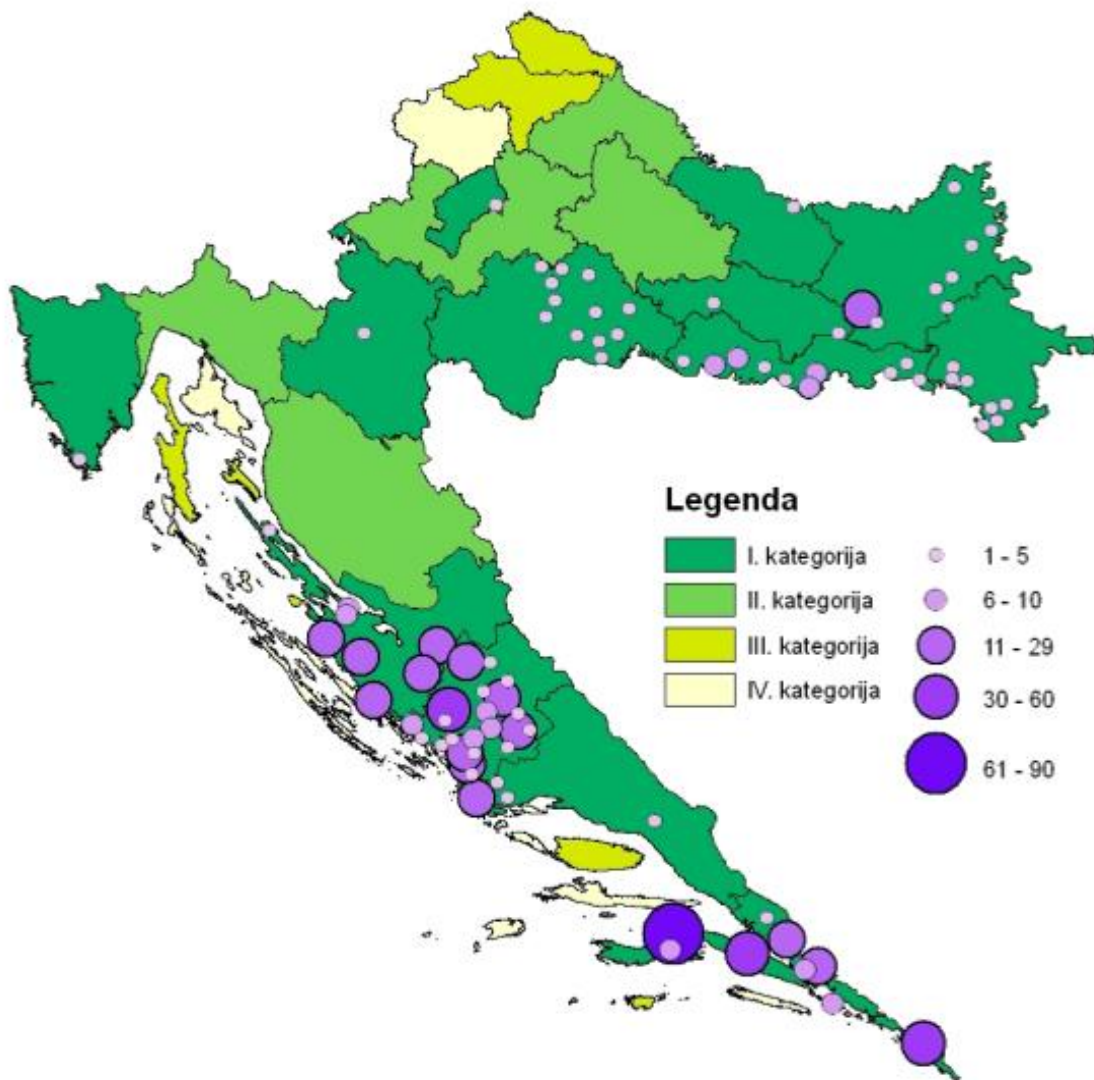 Legenda
I. kategorija 1 - 5
II. kategorija 6 - 10
III. kategorija 11 - 29
IV. kategorija 30 - 60
61 - 90